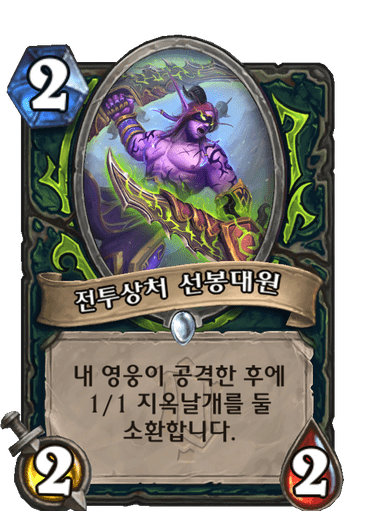 2
전투상처 선봉대원
내 영웅이 공격한 후에
1/1 지옥날개를 둘
소환합니다.
2
2